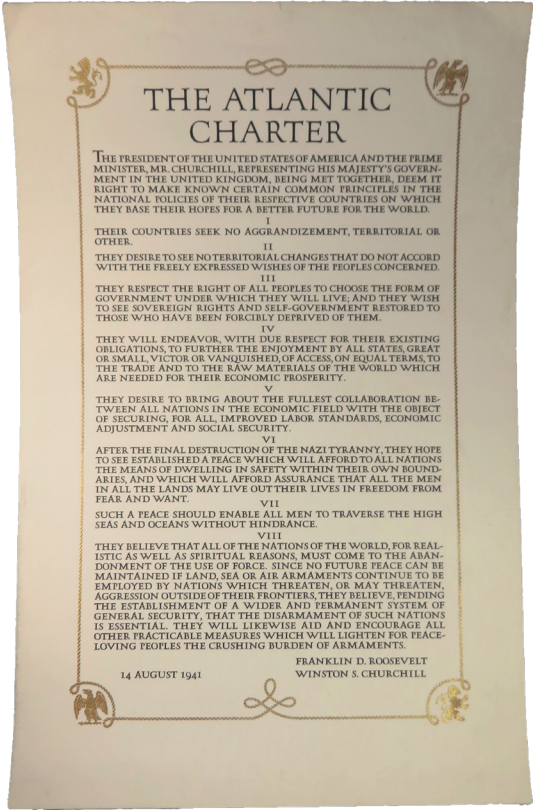 THE ATLANTIC
CHARTER
THE PRESIDENT OF THE UNITED STATES OF AMERICA AND THE PRIME
MINISTER, MR. CHURCHILL, REPRESENTING HIS MAJESTY'S GOVERN-
MENT IN THE UNITED KINGDOM, BEING MET TOGETHER, DEEM IT
RIGHT TO MAKE KNOWN CERTAIN COMMON PRINCIPLES IN THE
NATIONAL POLICIES OF THEIR RESPECTIVE COUNTRIES ON WHICH
THEY BASE THEIR HOPES FOR A BETTER FUTURE FOR THE WORLD.
I
THEIR COUNTRIES SEEK NO AGGRANDIZEMENT, TERRITORIAL OR
OTHER.
II
THEY DESIRE TO SEE NO TERRITORIAL CHANGES THAT DO NOT ACCORD
WITH THE FREELY EXPRESSED WISHES OF THE PEOPLES CONCERNED.
III
THEY RESPECT THE RIGHT OF ALL PEOPLES TO CHOOSE THE FORM OF
GOVERNMENT UNDER WHICH THEY WILL LIVE; AND THEY WISH
TO SEE SOVEREIGN RIGHTS AND SELF-GOVERNMENT RESTORED TO
THOSE WHO HAVE BEEN FORCIBLY DEPRIVED OF THEM.
IV
THEY WILL ENDEAVOR, WITH DUE RESPECT FOR THEIR EXISTING
OBLIGATIONS, TO FURTHER THE ENJOYMENT BY ALL STATES, GREAT
OR SMALL, VICTOR OR VANQUISHED, OF ACCESS, ON EQUAL TERMS, TO
THE TRADE AND TO THE RAW MATERIALS OF THE WORLD WHICH
ARE NEEDED FOR THEIR ECONOMIC PROSPERITY.
V
THEY DESIRE TO BRING ABOUT THE FULLEST COLLABORATION BE-
TWEEN ALL NATIONS IN THE ECONOMIC FIELD WITH THE OBJECT
OF SECURING, FOR ALL, IMPROVED LABOR STANDARDS, ECONOMIC
ADJUSTMENT AND SOCIAL SECURITY.
VI
AFTER THE FINAL DESTRUCTION OF THE NAZI TYRANNY, THEY HOPE
TO SEE ESTABLISHED A PEACE WHICH WILL AFFORD TO ALL NATIONS
THE MEANS OF DWELLING IN SAFETY WITHIN THEIR OWN BOUND-
ARIES, AND WHICH WILL AFFORD ASSURANCE THAT ALL THE MEN
IN ALL THE LANDS MAY LIVE OUT THEIR LIVES IN FREEDOM FROM
FEAR AND WANT.
VII
SUCH A PEACE SHOULD ENABLE ALL MEN TO TRAVERSE THE HIGH
SEAS AND OCEANS WITHOUT HINDRANCE.
VIII
THEY BELIEVE THAT ALL OF THE NATIONS OF THE WORLD, FOR REAL-
ISTIC AS WELL AS SPIRITUAL REASONS, MUST COME TO THE ABAN-
DONMENT OF THE USE OF FORCE. SINCE NO FUTURE PEACE CAN BE
MAINTAINED IF LAND, SEA OR AIR ARMAMENTS CONTINUE TO BE
EMPLOYED BY NATIONS WHICH THREATEN, OR MAY THREATEN,
AGGRESSION OUTSIDE OF THEIR FRONTIERS, THEY BELIEVE, PENDING
THE ESTABLISHMENT OF A WIDER AND PERMANENT SYSTEM OF
GENERAL SECURITY, THAT THE DISARMAMENT OF SUCH NATIONS
IS ESSENTIAL. THEY WILL LIKEWISE AID AND ENCOURAGE ALL
OTHER PRACTICABLE MEASURES WHICH WILL LIGHTEN FOR PEACE-
LOVING PEOPLES THE CRUSHING BURDEN OF ARMAMENTS.
FRANKLIN D. ROOSEVELT
14 AUGUST 1941 WINSTON S. CHURCHILL